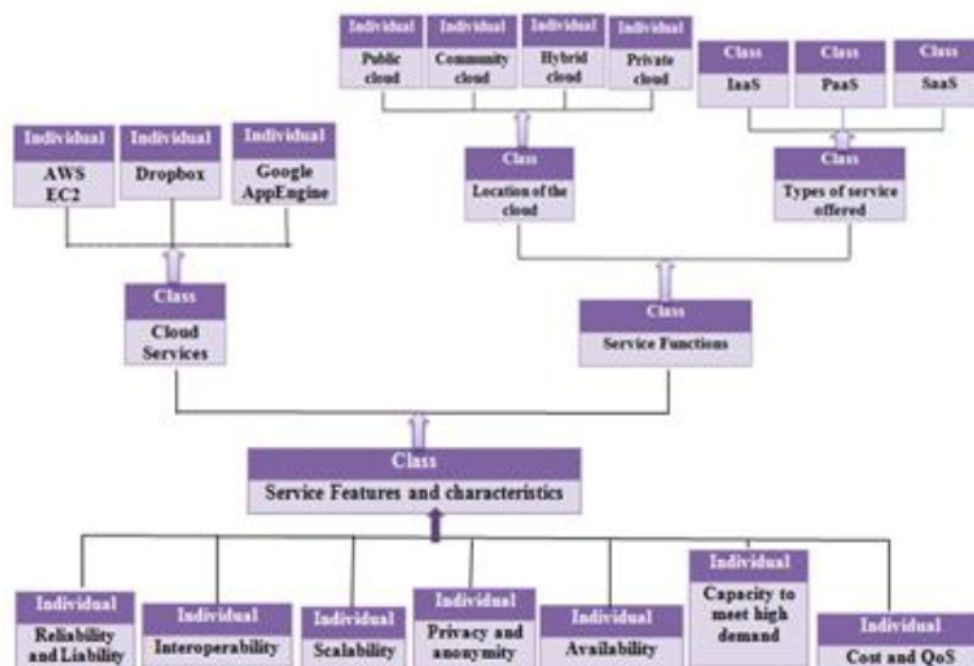 Individual
Public
cloud
Individual
Community
cloud
Individual
Hybrid
cloud
Individual
Private
cloud
Class
IaaS
Class
PaaS
Class
SaaS
Individual
AWS
EC2
Individual
Dropbox
Individual
Google
AppEngine
Class
Location of the
cloud
Class
Types of service
offered
Class
Cloud
Services
Class
Service Functions
Class
Service Features and characteristics
Individual
Reliability
and Liability
Individual
Interoperability
Individual
Scalability
Individual
Privacy and
anonymity
Individual
Availability
Individual
Capacity to
meet high
demand
Individual
Cost and QoS